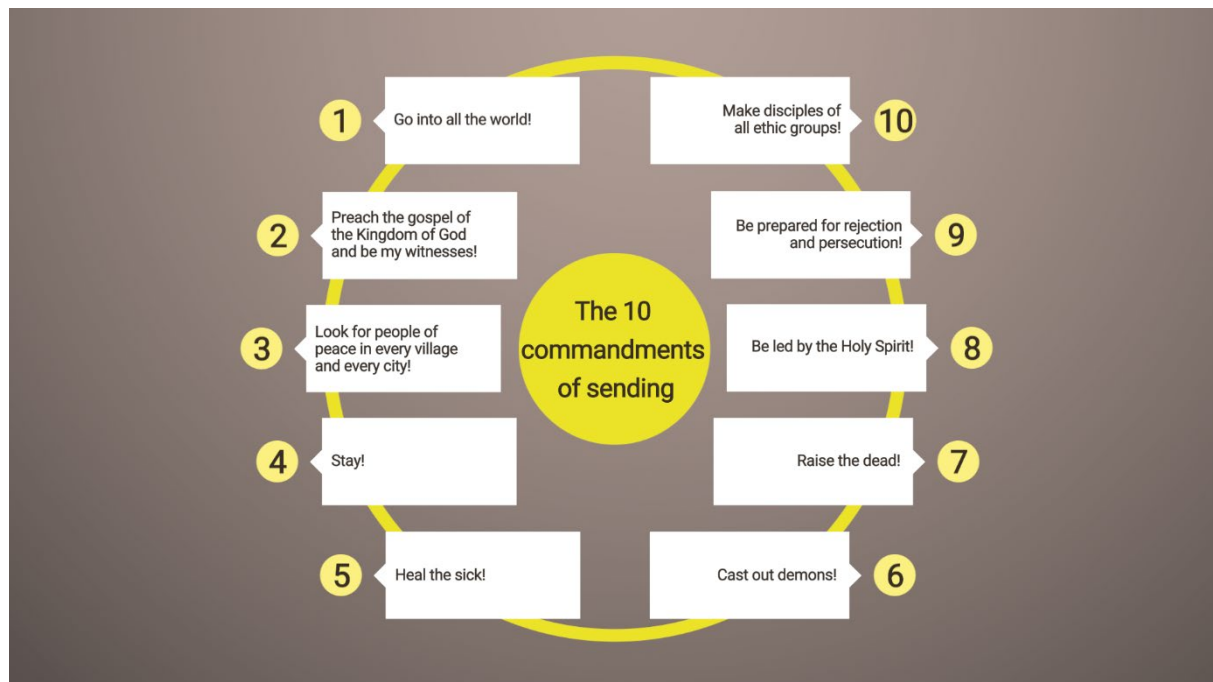 The 10
commandments
of sending
1
Go into all the world!
2
Preach the gospel of
the Kingdom of God
and be my witnesses!
3
Look for people of
peace in every village
and every city!
4
Stay!
5
Heal the sick!
6
Cast out demons!
7
Raise the dead!
8
Be led by the Holy Spirit!
9
Be prepared for rejection
and persecution!
10
Make disciples of
all ethic groups!